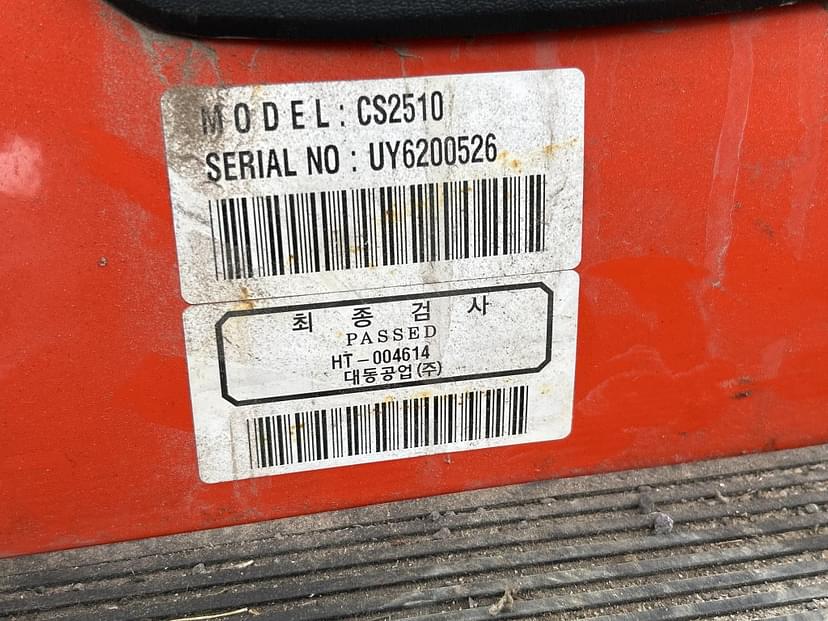 MODEL: CS2510
SERIAL NO : UY6200526
최 종 검 사
PASSED
HT-004614
대동공업(주)